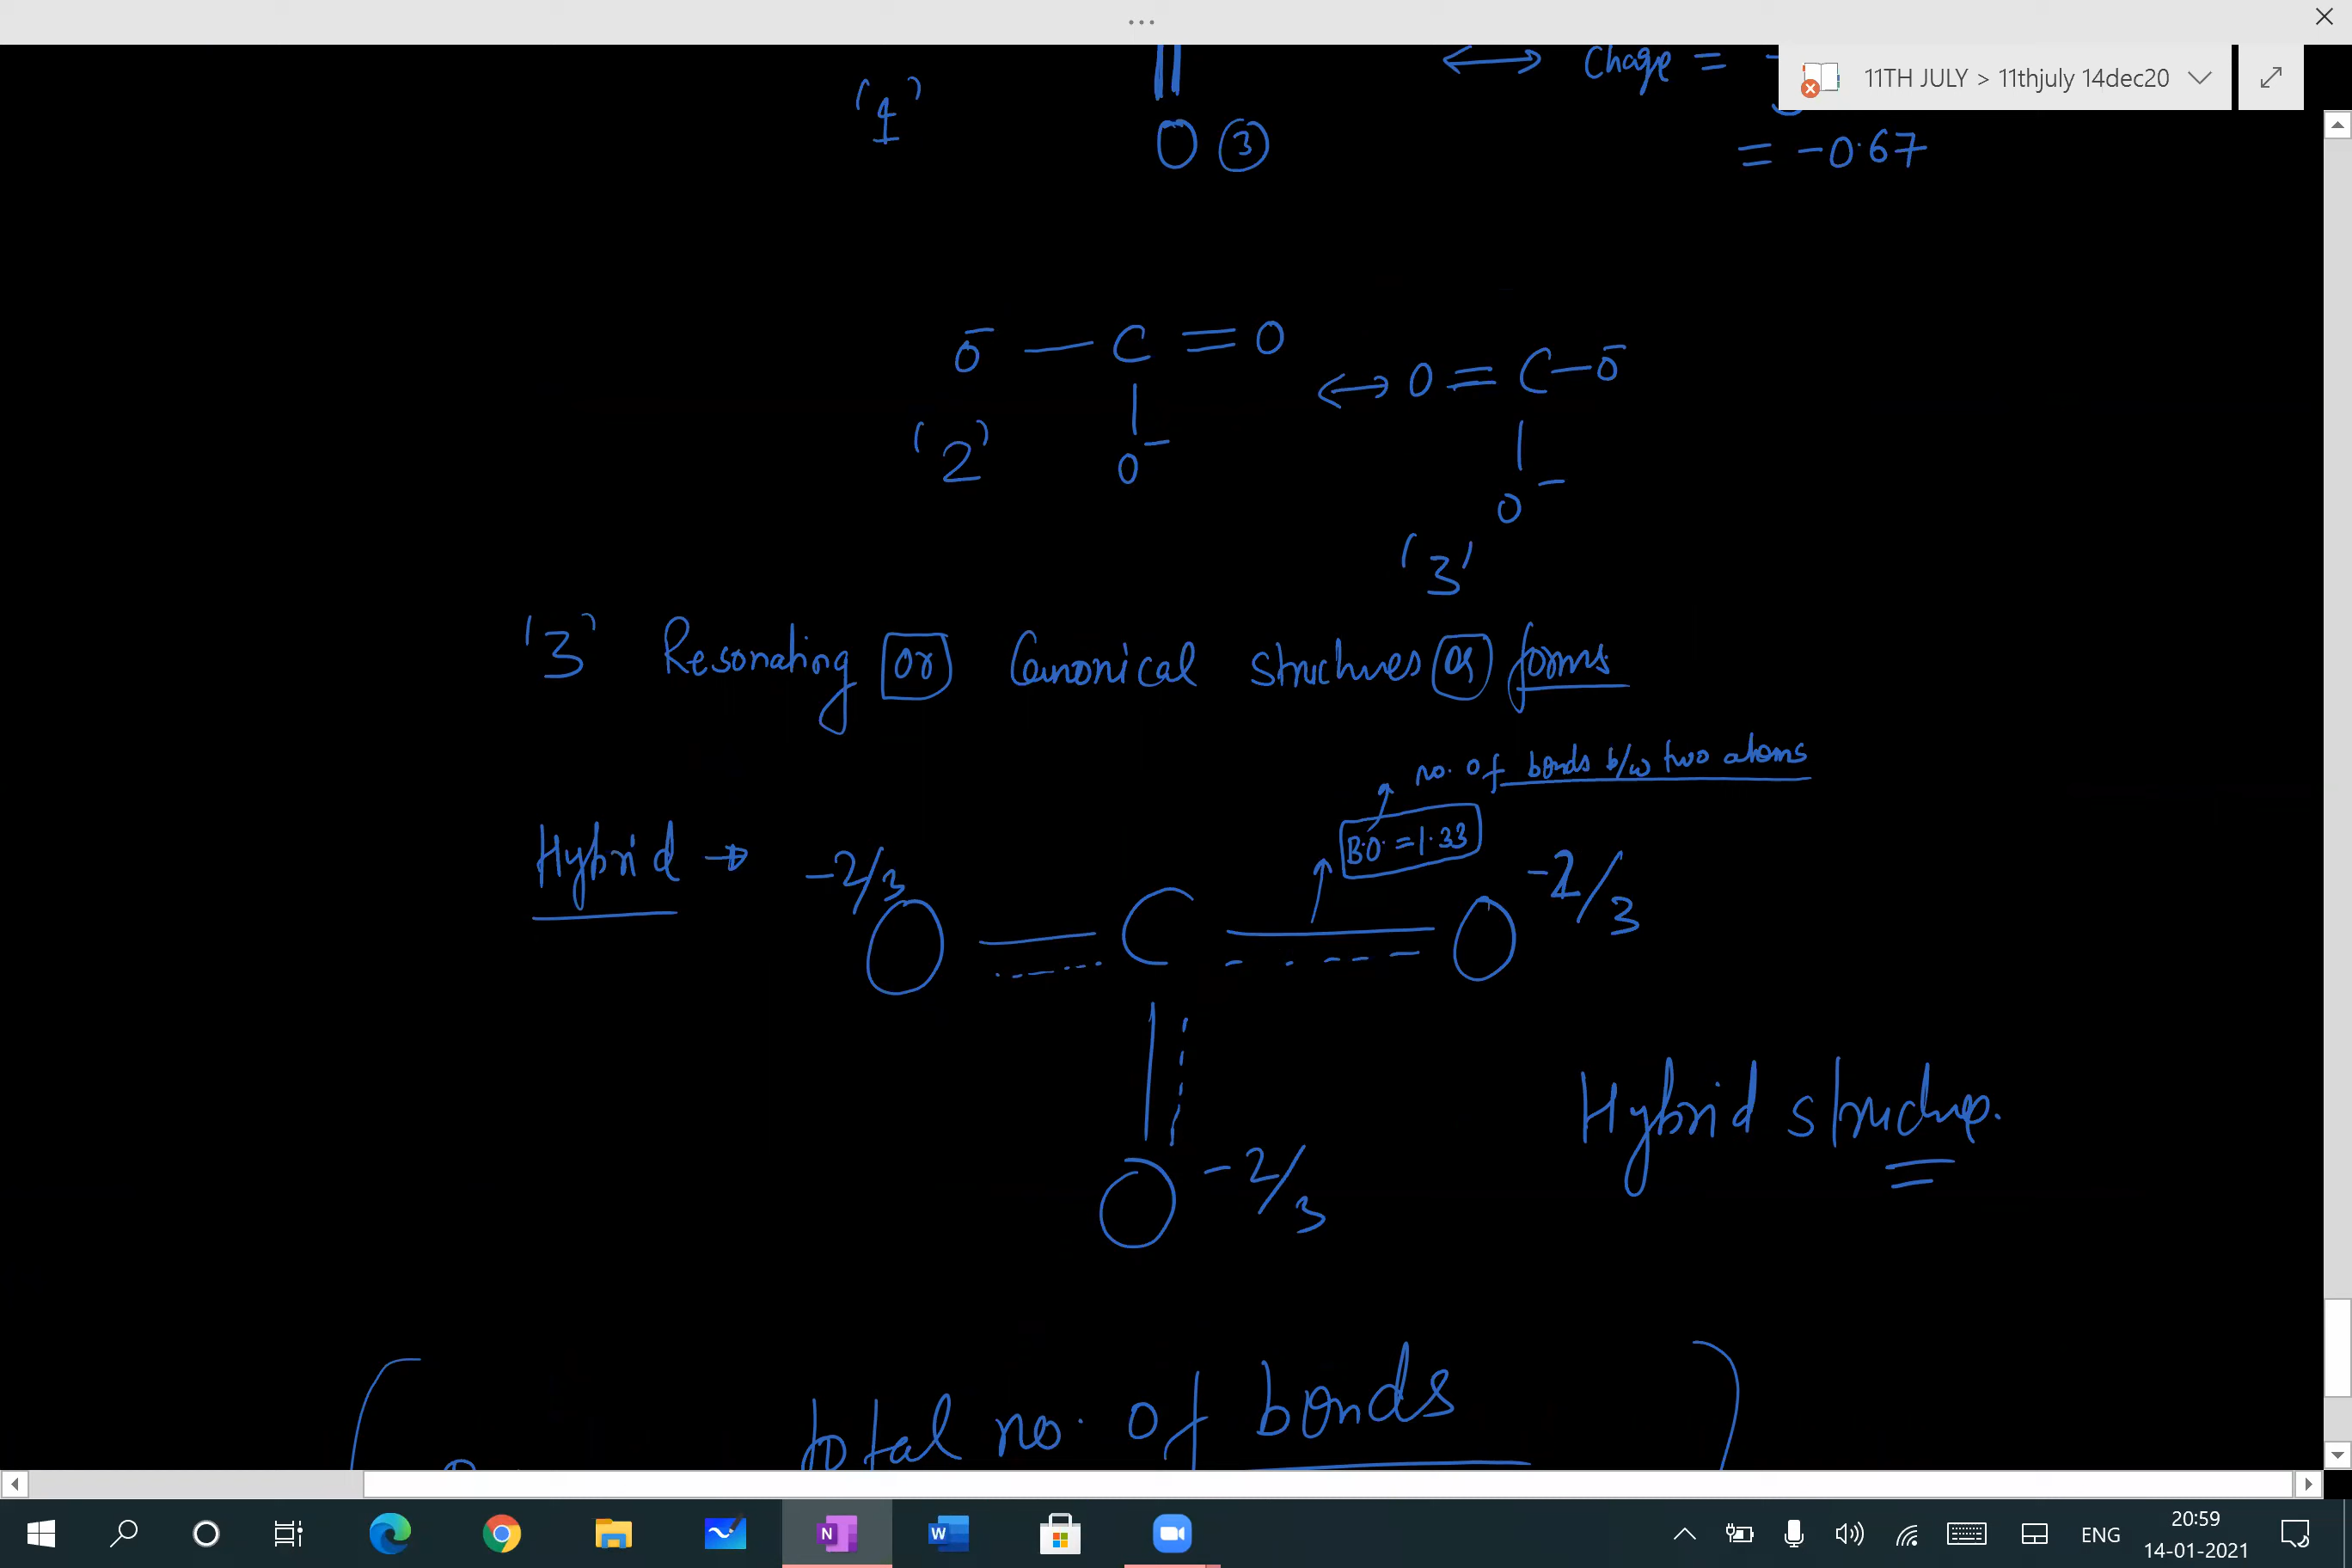 11TH JULY > 11thjuly 14dec20
Charge =
'1'
O ③
= -0.67
O⁻ — C = O
⟷ O = C — O⁻
'2'
O⁻
O⁻
'3'
'3' Resonating or Canonical structures or forms
no. of bonds b/w two atoms
B.O. = 1.33
Hybrid → -2/3
-2/3
O C O
O -2/3
Hybrid structure.
total no. of bonds
ENG
20:59
14-01-2021